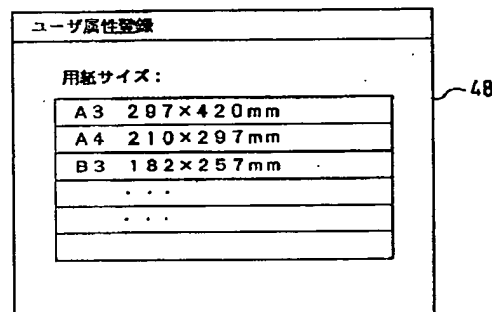 ユーザ属性登録
用紙サイズ:
A3 297×420mm
A4 210×297mm
B3 182×257mm
・・・
・・・
48